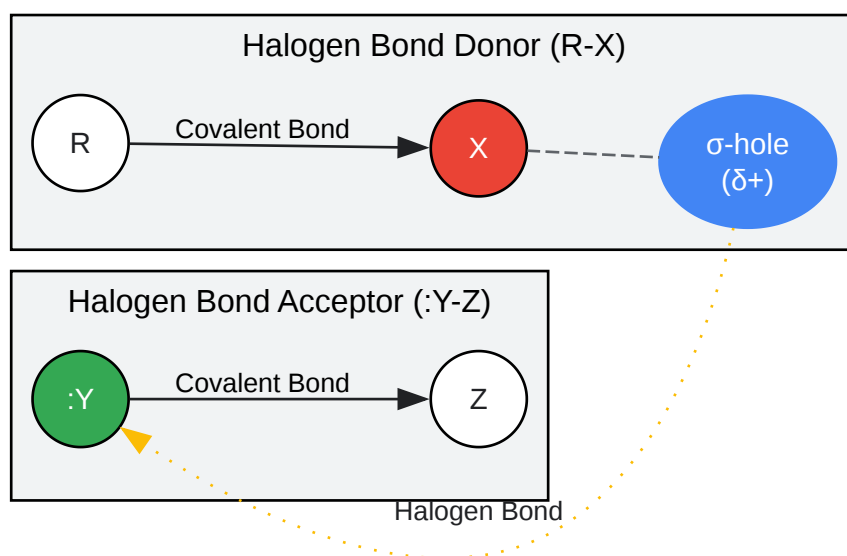 Halogen Bond Donor (R-X)
R
Covalent Bond
X
σ-hole
(δ+)
Halogen Bond Acceptor (:Y-Z)
:Y
Covalent Bond
Z
Halogen Bond